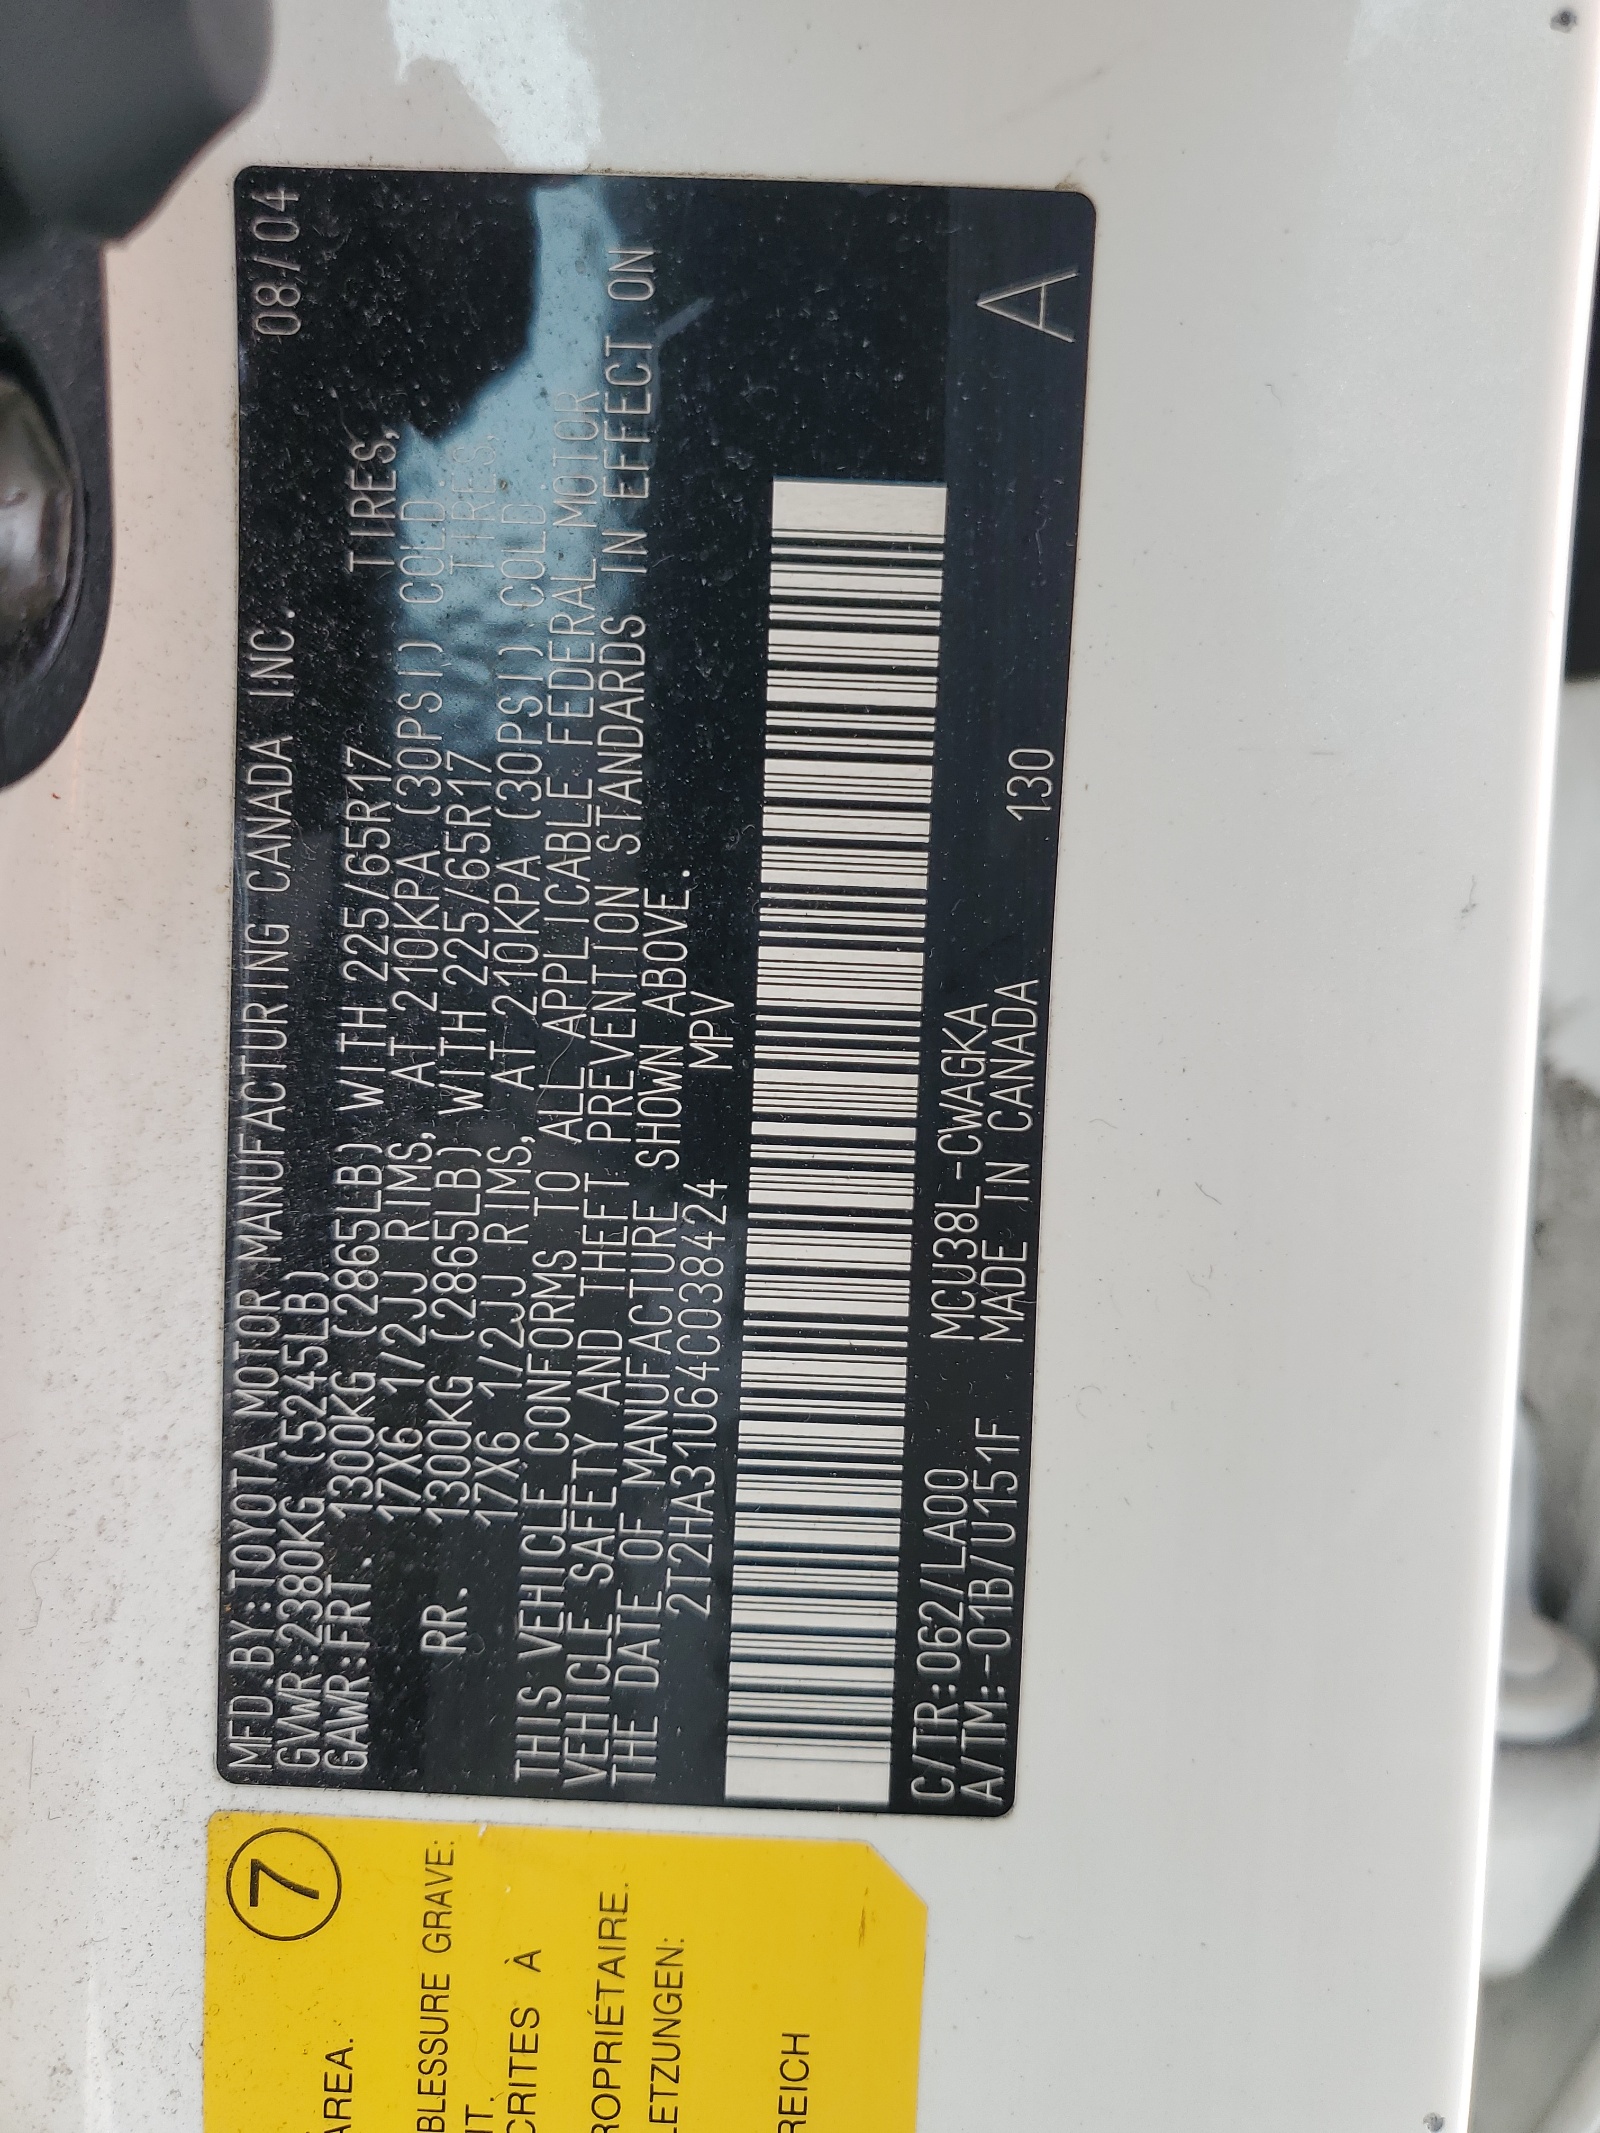 MFD.BY:TOYOTA MOTOR MANUFACTURING CANADA INC. 08/04
GVWR:2380KG (5245LB)
GAWR:FRT. 1300KG (2865LB) WITH 225/65R17 TIRES,
17X6 1/2JJ RIMS, AT 210KPA (30PSI) COLD.
RR. 1300KG (2865LB) WITH 225/65R17 TIRES,
17X6 1/2JJ RIMS, AT 210KPA (30PSI) COLD.
THIS VEHICLE CONFORMS TO ALL APPLICABLE FEDERAL MOTOR
VEHICLE SAFETY AND THEFT PREVENTION STANDARDS IN EFFECT ON
THE DATE OF MANUFACTURE SHOWN ABOVE.
2T2HA31U64C038424 MPV
C/TR:062/LA00 MCU38L-CWAGKA
A/TM:-01B/U151F MADE IN CANADA 130 A
7
AREA.
BLESSURE GRAVE:
NT.
CRITES À
ROPRIÉTAIRE.
LETZUNGEN:
REICH